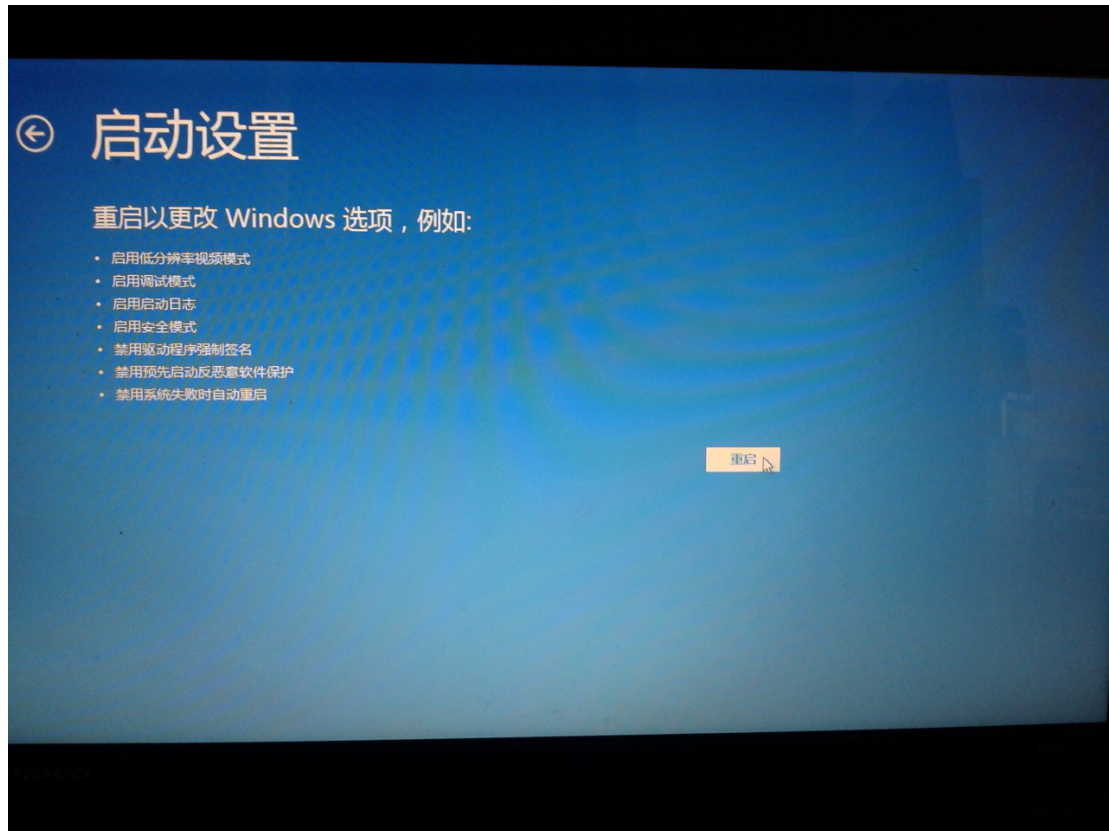 启动设置
重启以更改 Windows 选项，例如:
• 启用低分辨率视频模式
• 启用调试模式
• 启用启动日志
• 启用安全模式
• 禁用驱动程序强制签名
• 禁用预先启动反恶意软件保护
• 禁用系统失败时自动重启
重启